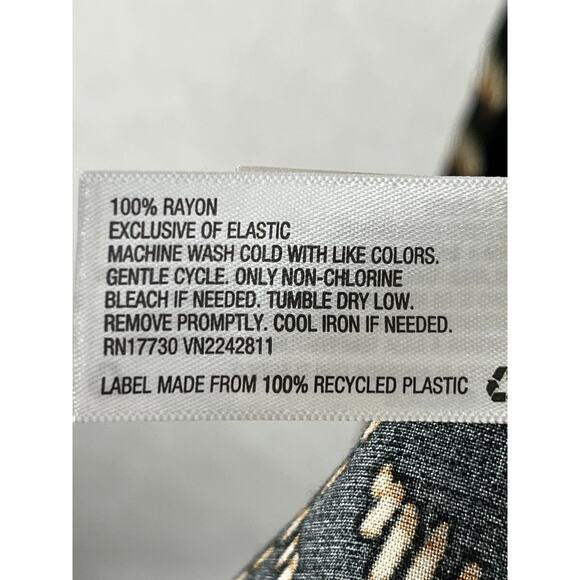 100% RAYON
EXCLUSIVE OF ELASTIC
MACHINE WASH COLD WITH LIKE COLORS.
GENTLE CYCLE. ONLY NON-CHLORINE
BLEACH IF NEEDED. TUMBLE DRY LOW.
REMOVE PROMPTLY. COOL IRON IF NEEDED.
RN17730 VN2242811
LABEL MADE FROM 100% RECYCLED PLASTIC